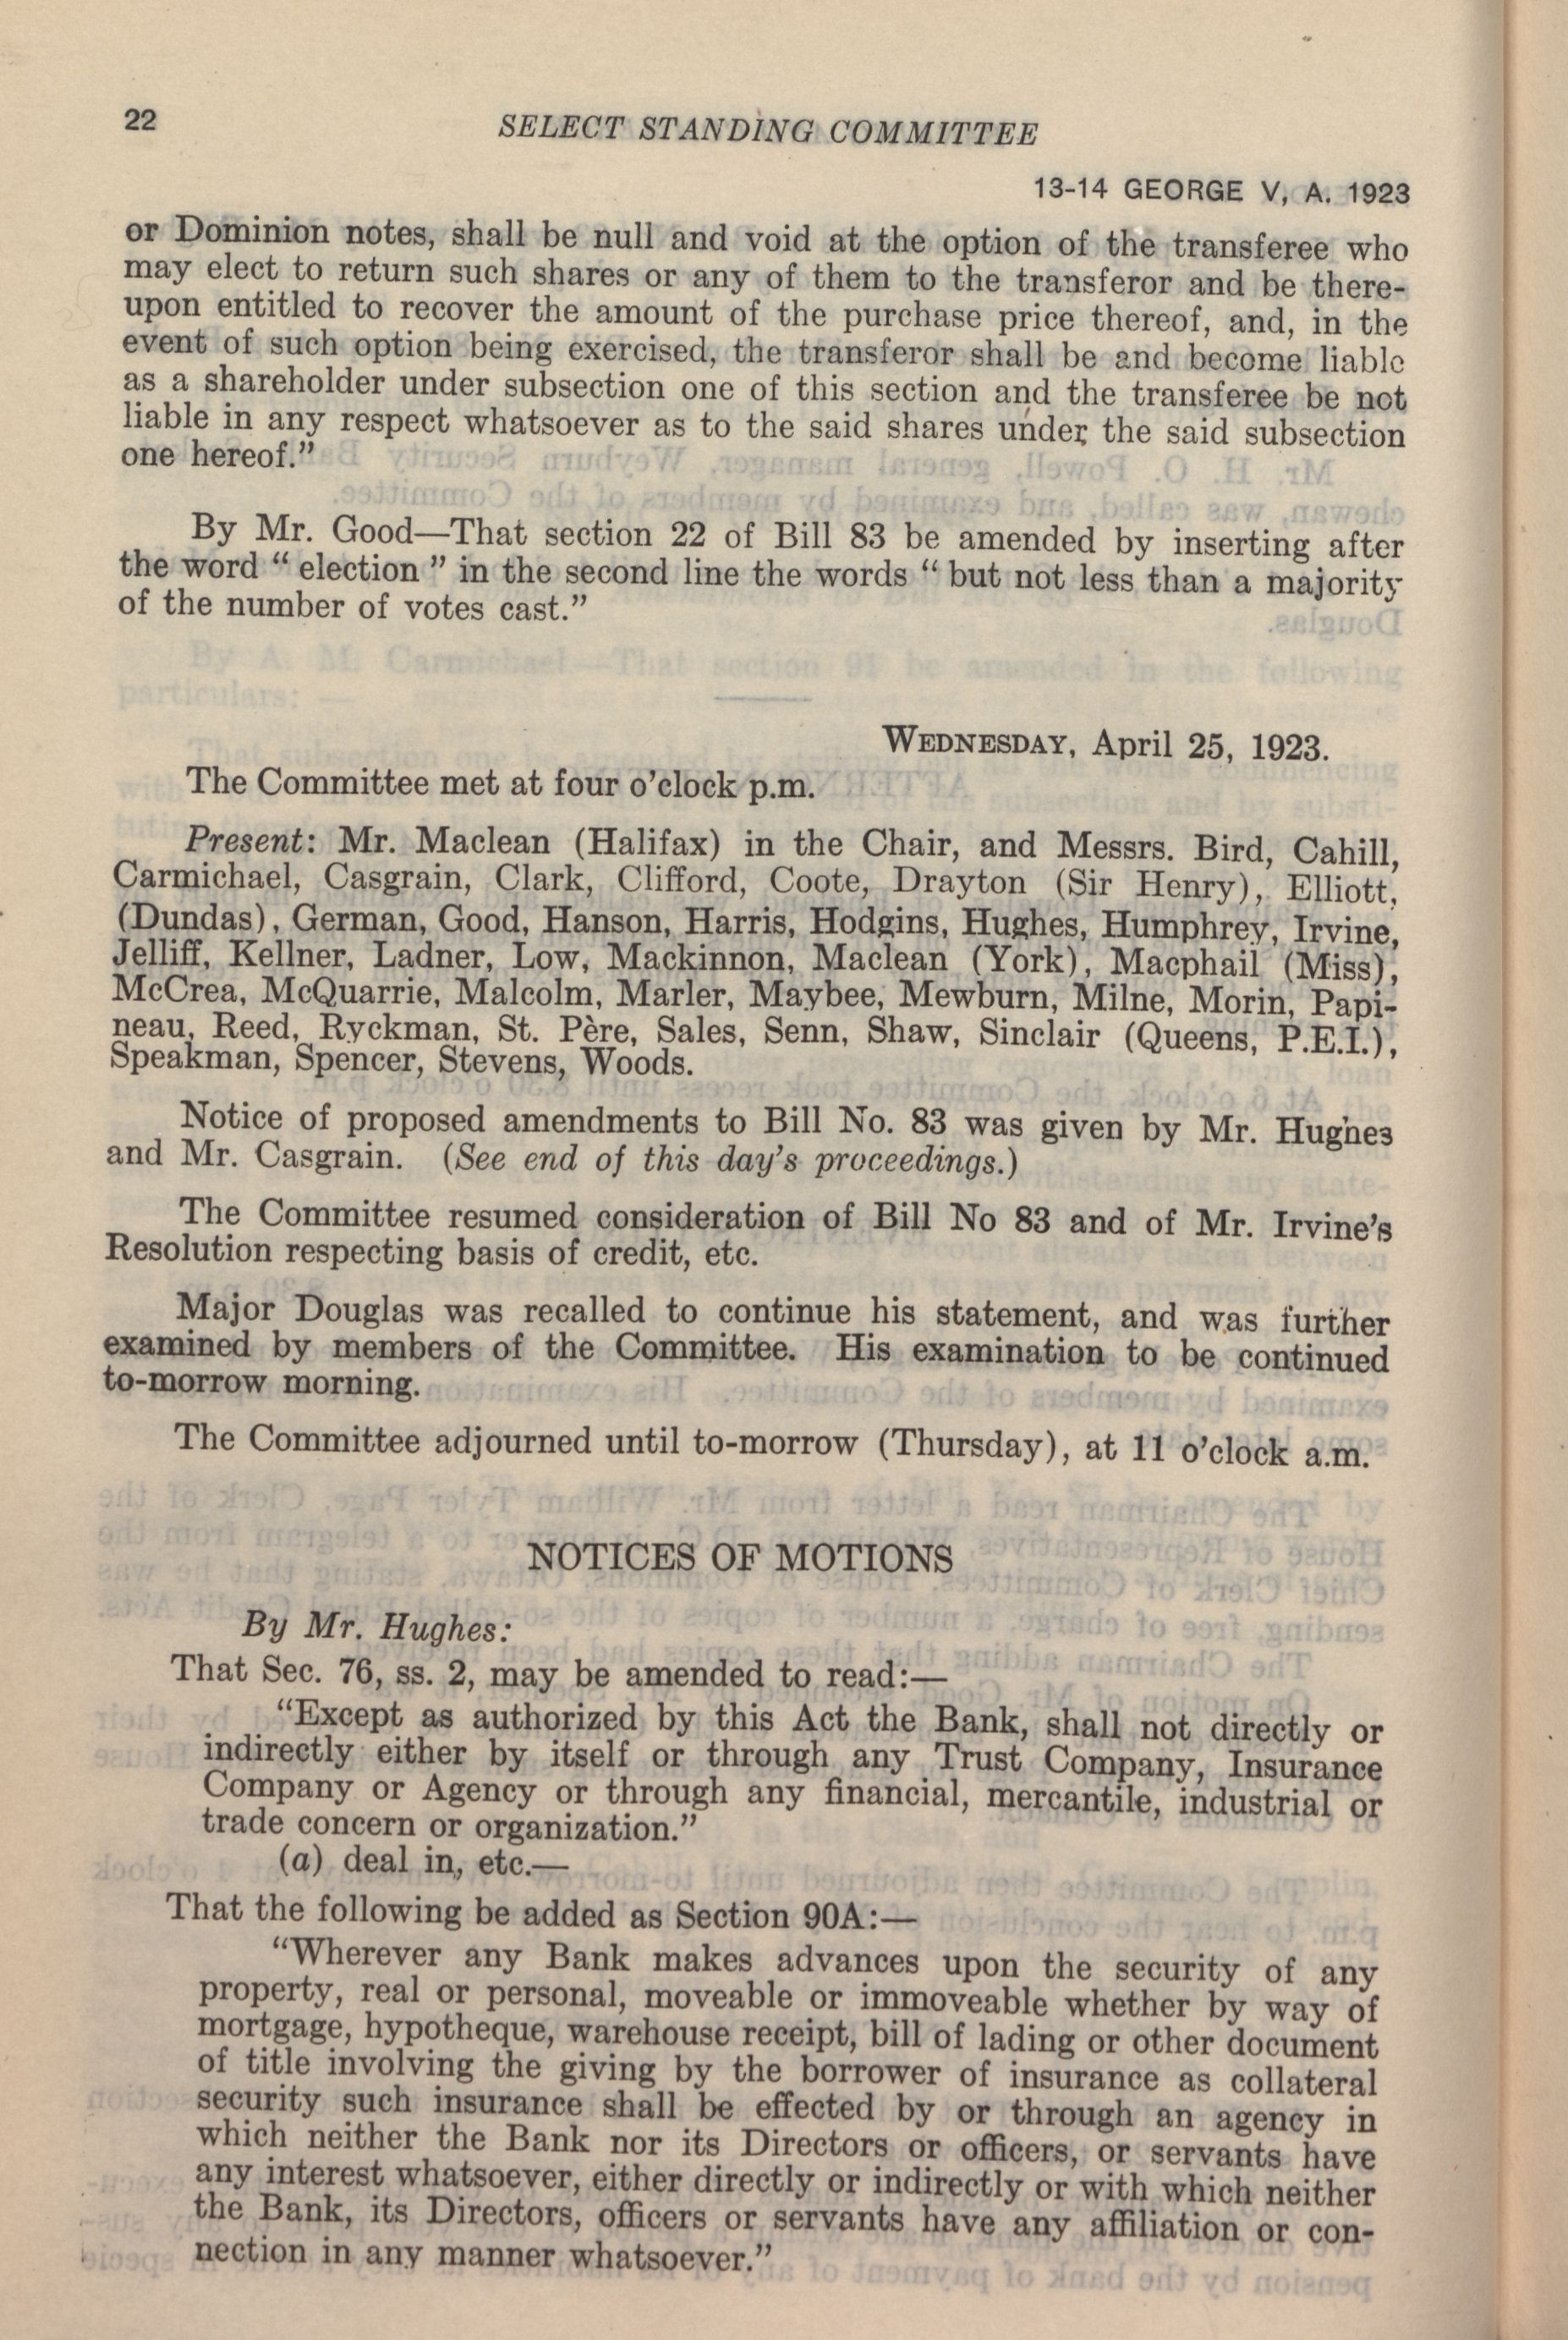 22
SELECT STANDING COMMITTEE
13-14 GEORGE V, A. 1923
or Dominion notes, shall be null and void at the option of the transferee who
may elect to return such shares or any of them to the transferor and be there-
upon entitled to recover the amount of the purchase price thereof, and, in the
event of such option being exercised, the transferor shall be and become liable
as a shareholder under subsection one of this section and the transferee be not
liable in any respect whatsoever as to the said shares under the said subsection
one hereof.”
By Mr. Good—That section 22 of Bill 83 be amended by inserting after
the word “ election ” in the second line the words “ but not less than a majority
of the number of votes cast.”
WEDNESDAY, April 25, 1923.
The Committee met at four o’clock p.m.
Present: Mr. Maclean (Halifax) in the Chair, and Messrs. Bird, Cahill,
Carmichael, Casgrain, Clark, Clifford, Coote, Drayton (Sir Henry), Elliott,
(Dundas), German, Good, Hanson, Harris, Hodgins, Hughes, Humphrey, Irvine,
Jelliff, Kellner, Ladner, Low, Mackinnon, Maclean (York), Macphail (Miss),
McCrea, McQuarrie, Malcolm, Marler, Maybee, Mewburn, Milne, Morin, Papi-
neau, Reed, Ryckman, St. Père, Sales, Senn, Shaw, Sinclair (Queens, P.E.I.),
Speakman, Spencer, Stevens, Woods.
Notice of proposed amendments to Bill No. 83 was given by Mr. Hughes
and Mr. Casgrain. (See end of this day’s proceedings.)
The Committee resumed consideration of Bill No 83 and of Mr. Irvine’s
Resolution respecting basis of credit, etc.
Major Douglas was recalled to continue his statement, and was further
examined by members of the Committee. His examination to be continued
to-morrow morning.
The Committee adjourned until to-morrow (Thursday), at 11 o’clock a.m.
NOTICES OF MOTIONS
By Mr. Hughes:
That Sec. 76, ss. 2, may be amended to read:—
“Except as authorized by this Act the Bank, shall not directly or
indirectly either by itself or through any Trust Company, Insurance
Company or Agency or through any financial, mercantile, industrial or
trade concern or organization.”
(a) deal in, etc.—
That the following be added as Section 90A:—
“Wherever any Bank makes advances upon the security of any
property, real or personal, moveable or immoveable whether by way of
mortgage, hypotheque, warehouse receipt, bill of lading or other document
of title involving the giving by the borrower of insurance as collateral
security such insurance shall be effected by or through an agency in
which neither the Bank nor its Directors or officers, or servants have
any interest whatsoever, either directly or indirectly or with which neither
the Bank, its Directors, officers or servants have any affiliation or con-
nection in any manner whatsoever.”